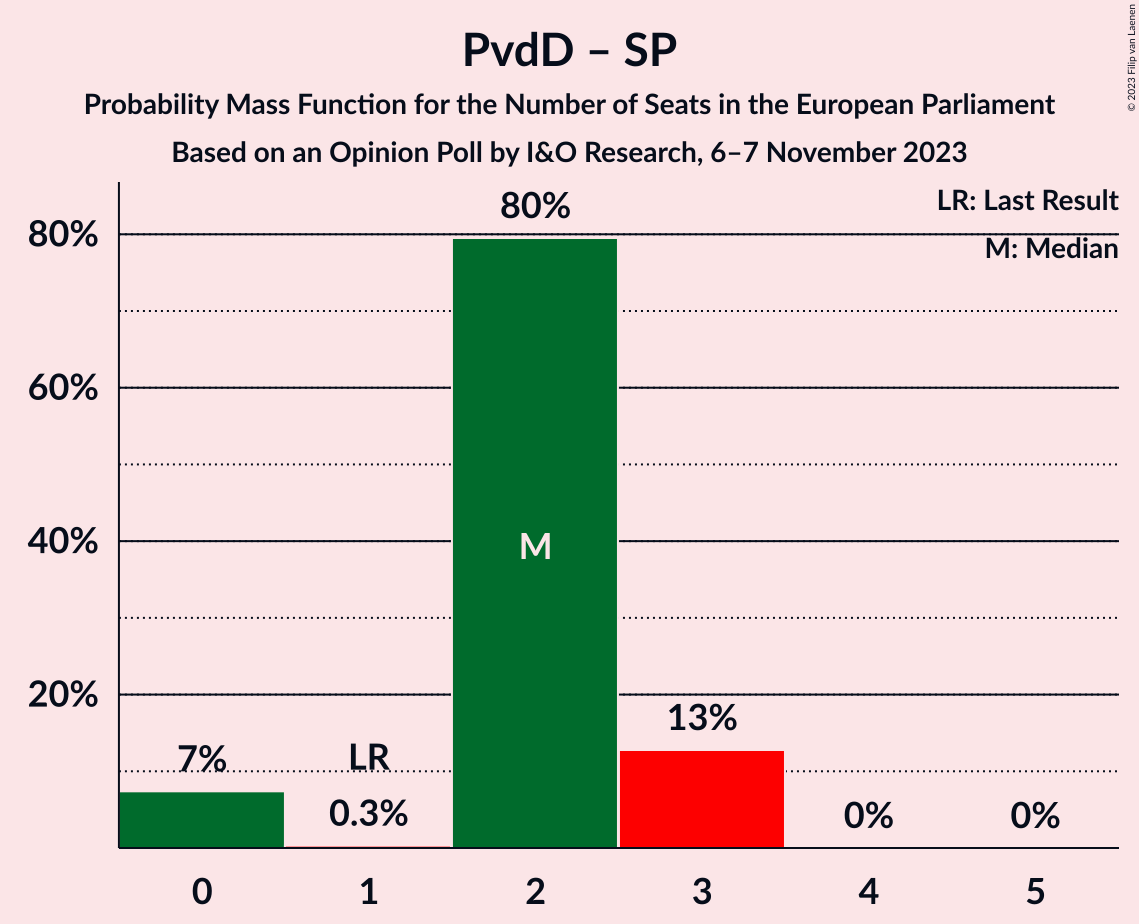 PvdD – SP
Probability Mass Function for the Number of Seats in the European Parliament
Based on an Opinion Poll by I&O Research, 6–7 November 2023
© 2023 Filip van Laenen
LR: Last Result
M: Median
80%
60%
40%
20%
7%
LR
0.3%
80%
M
13%
0%
0%
0
1
2
3
4
5